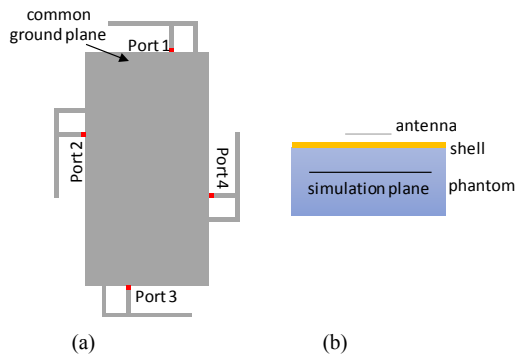 common
ground plane
Port 1
Port 2
Port 4
Port 3
antenna
shell
simulation plane
phantom
(a)
(b)